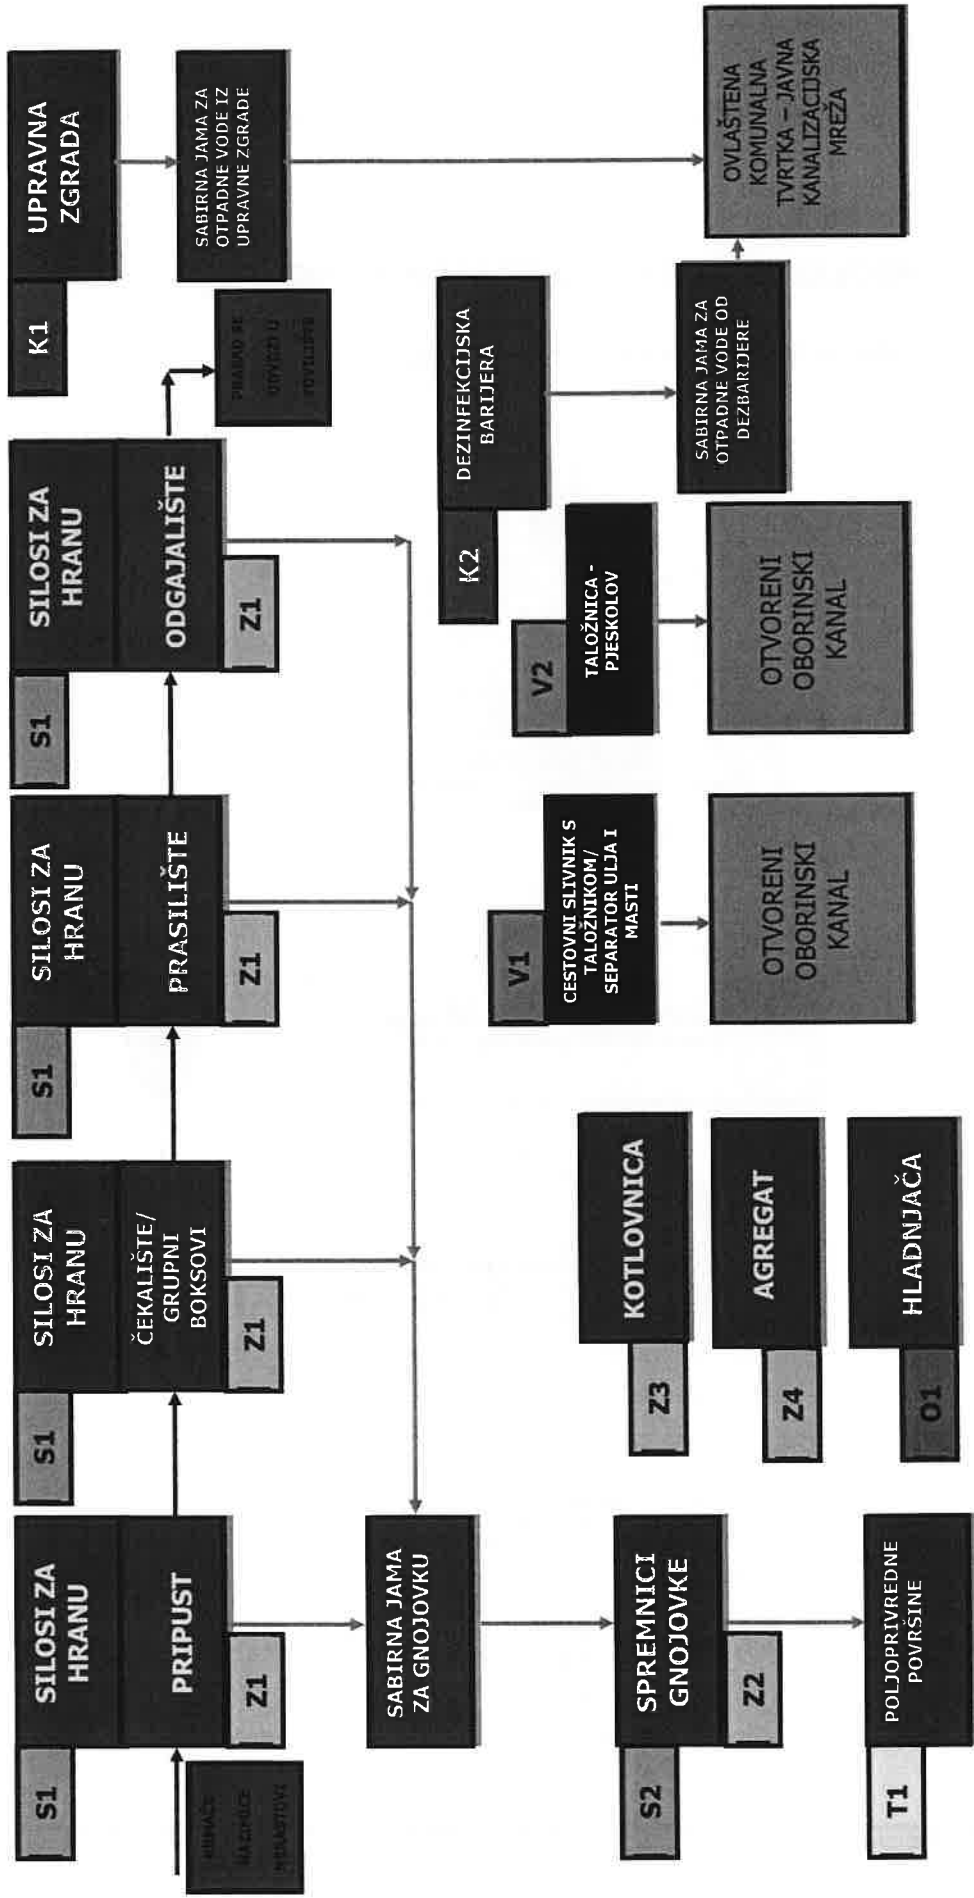 S1
SILOSI ZA
HRANU
PRIPUST
Z1
S1
SILOSI ZA
HRANU
ČEKALIŠTE/
GRUPNI
BOKSOVI
Z1
S1
SILOSI ZA
HRANU
PRASILIŠTE
Z1
S1
SILOSI ZA
HRANU
ODGAJALIŠTE
Z1
PRASAD SE
ODVOZI U
TOVILIŠTE
K1
UPRAVNA
ZGRADA
SABIRNA JAMA ZA
OTPADNE VODE IZ
UPRAVNE ZGRADE
SABIRNA JAMA
ZA GNOJOVKU
S2
SPREMNICI
GNOJOVKE
Z2
T1
POLJOPRIVREDNE
POVRŠINE
Z3
KOTLOVNICA
Z4
AGREGAT
O1
HLADNJAČA
V1
CESTOVNI SLIVNIK S
TALOŽNIKOM/
SEPARATOR ULJA I
MASTI
OTVORENI
OBORINSKI
KANAL
V2
TALOŽNICA -
PJESKOLOV
OTVORENI
OBORINSKI
KANAL
K2
DEZINFEKCIJSKA
BARIJERA
SABIRNA JAMA ZA
OTPADNE VODE OD
DEZBARIJERE
OVLAŠTENA
KOMUNALNA
TVRTKA – JAVNA
KANALIZACIJSKA
MREŽA